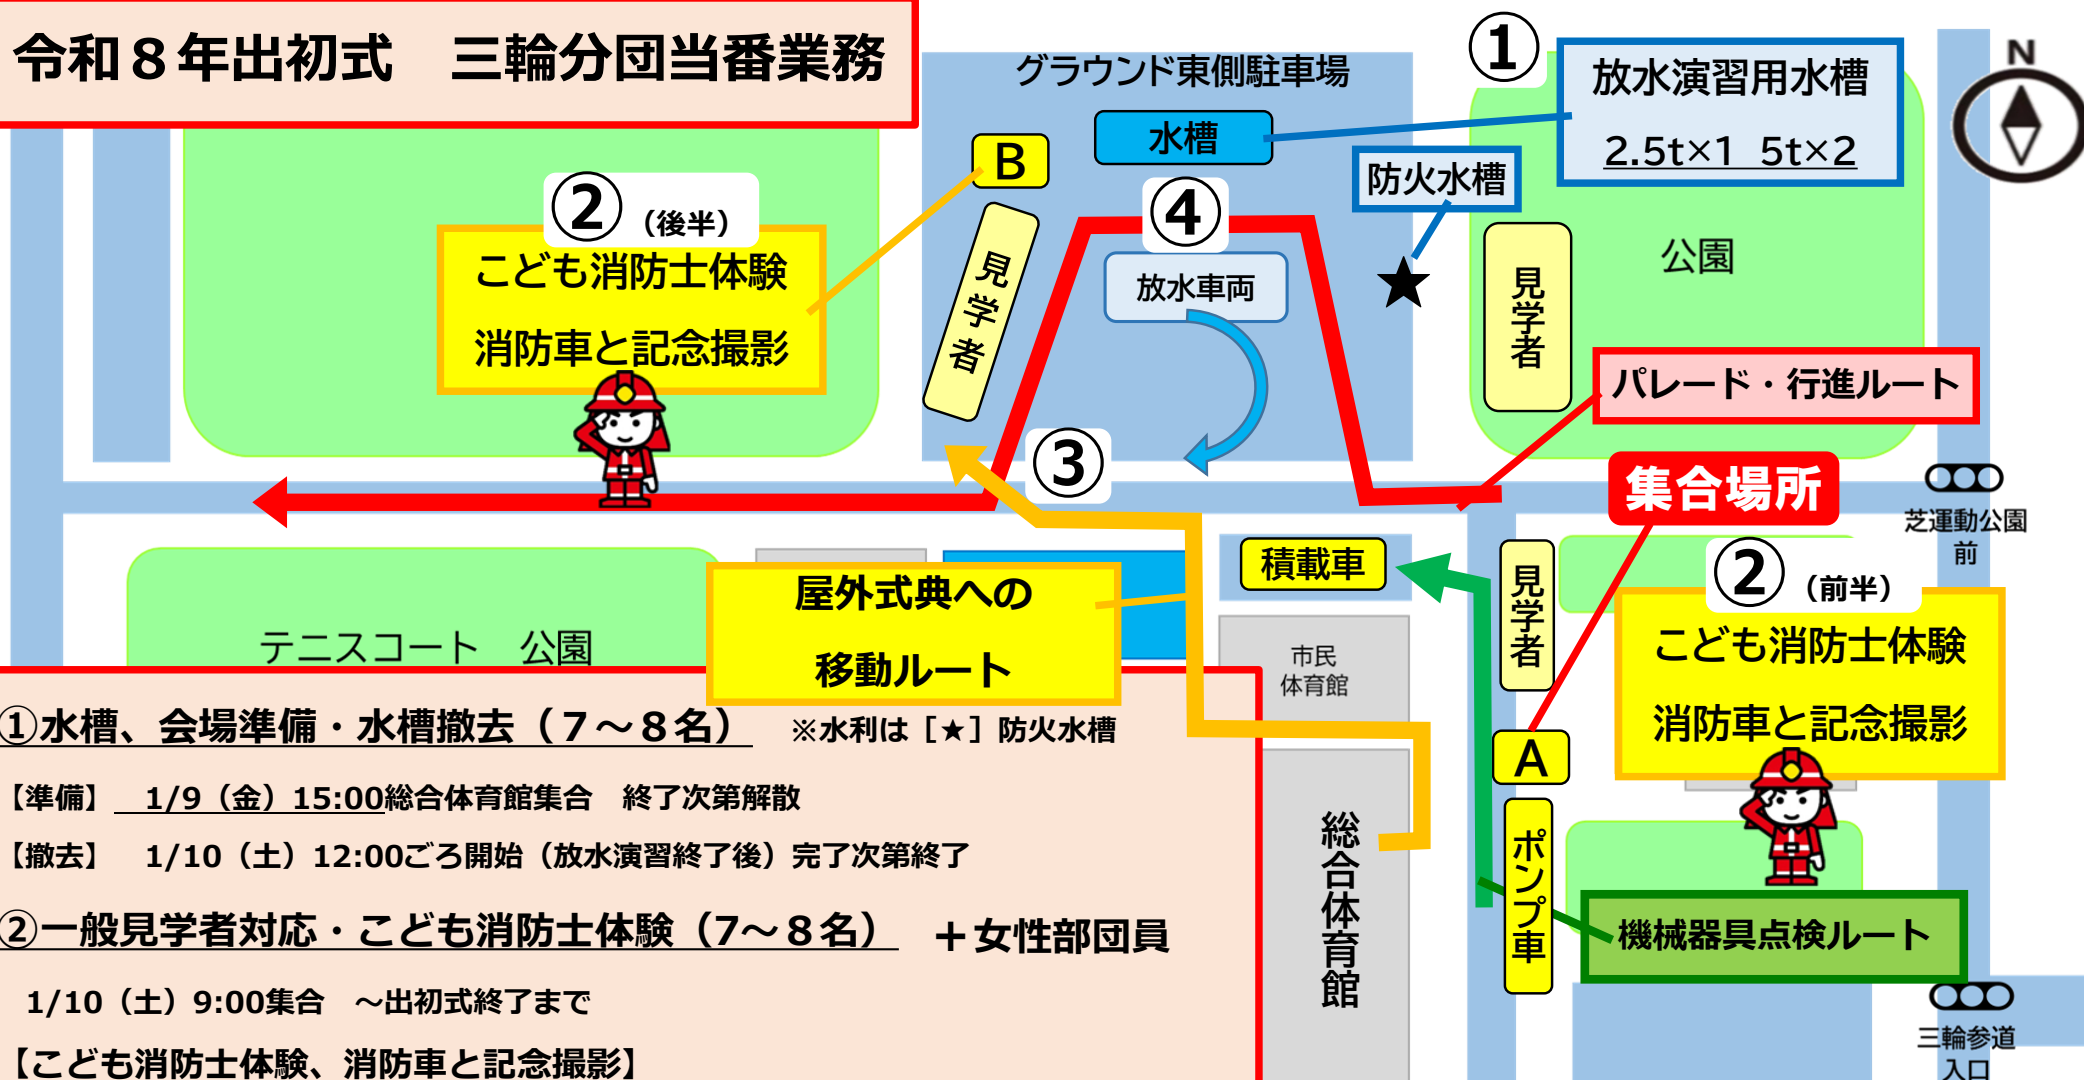 令和８年出初式　三輪分団当番業務
グラウンド東側駐車場
①
放水演習用水槽
2.5t×1　5t×2
N
水槽
B
防火水槽
②（後半）
こども消防士体験
消防車と記念撮影
④
放水車両
見学者
★
見学者
公園
パレード・行進ルート
③
集合場所
芝運動公園
前
積載車
見学者
②（前半）
こども消防士体験
消防車と記念撮影
屋外式典への
移動ルート
テニスコート　公園
市民
体育館
A
ポンプ車
総合体育館
機械器具点検ルート
三輪参道
入口
①水槽、会場準備・水槽撤去（７～８名）　※水利は［★］防火水槽
【準備】　1/9（金）15:00総合体育館集合　終了次第解散
【撤去】　1/10（土）12:00ごろ開始（放水演習終了後）完了次第終了
②一般見学者対応・こども消防士体験（7～８名）　＋女性部団員
1/10（土）9:00集合　～出初式終了まで
【こども消防士体験、消防車と記念撮影】